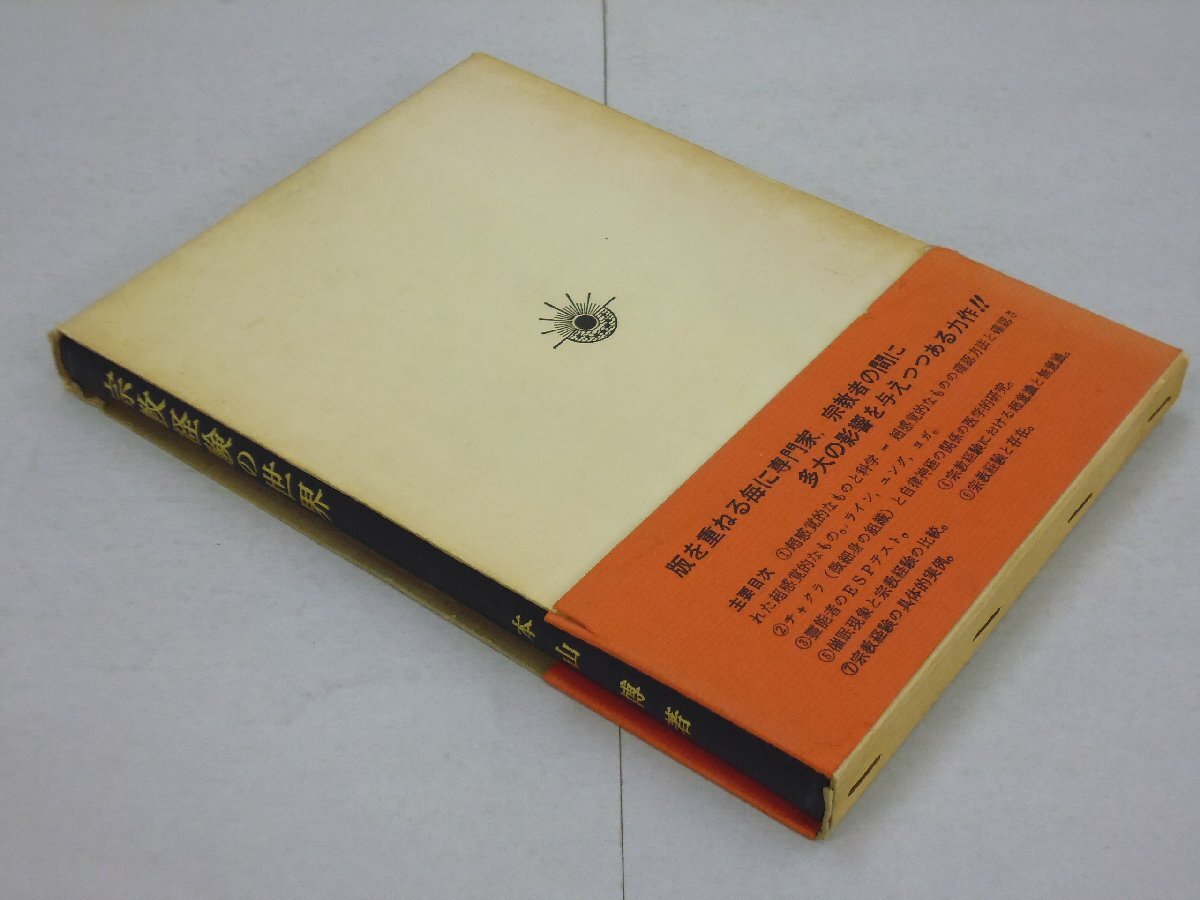 版を重ねる毎に専門家、宗教者の間に
多大の影響を与えつつある力作!!
主要目次 ①超感覚的なものと科学=超感覚的なものの確認方法と確認さ
れた超感覚的なもの。ライン，ユング，ヨガ。
②チャクラ（微細身の組織）と自律神経の関係の医学的研究。
③霊能者のESPテスト。 ④宗教経験における超意識と無意識。
⑤催眠現象と宗教経験の比較。 ⑥宗教経験と存在。
⑦宗教経験の具体的実例。
宗教経験の世界
本山博著